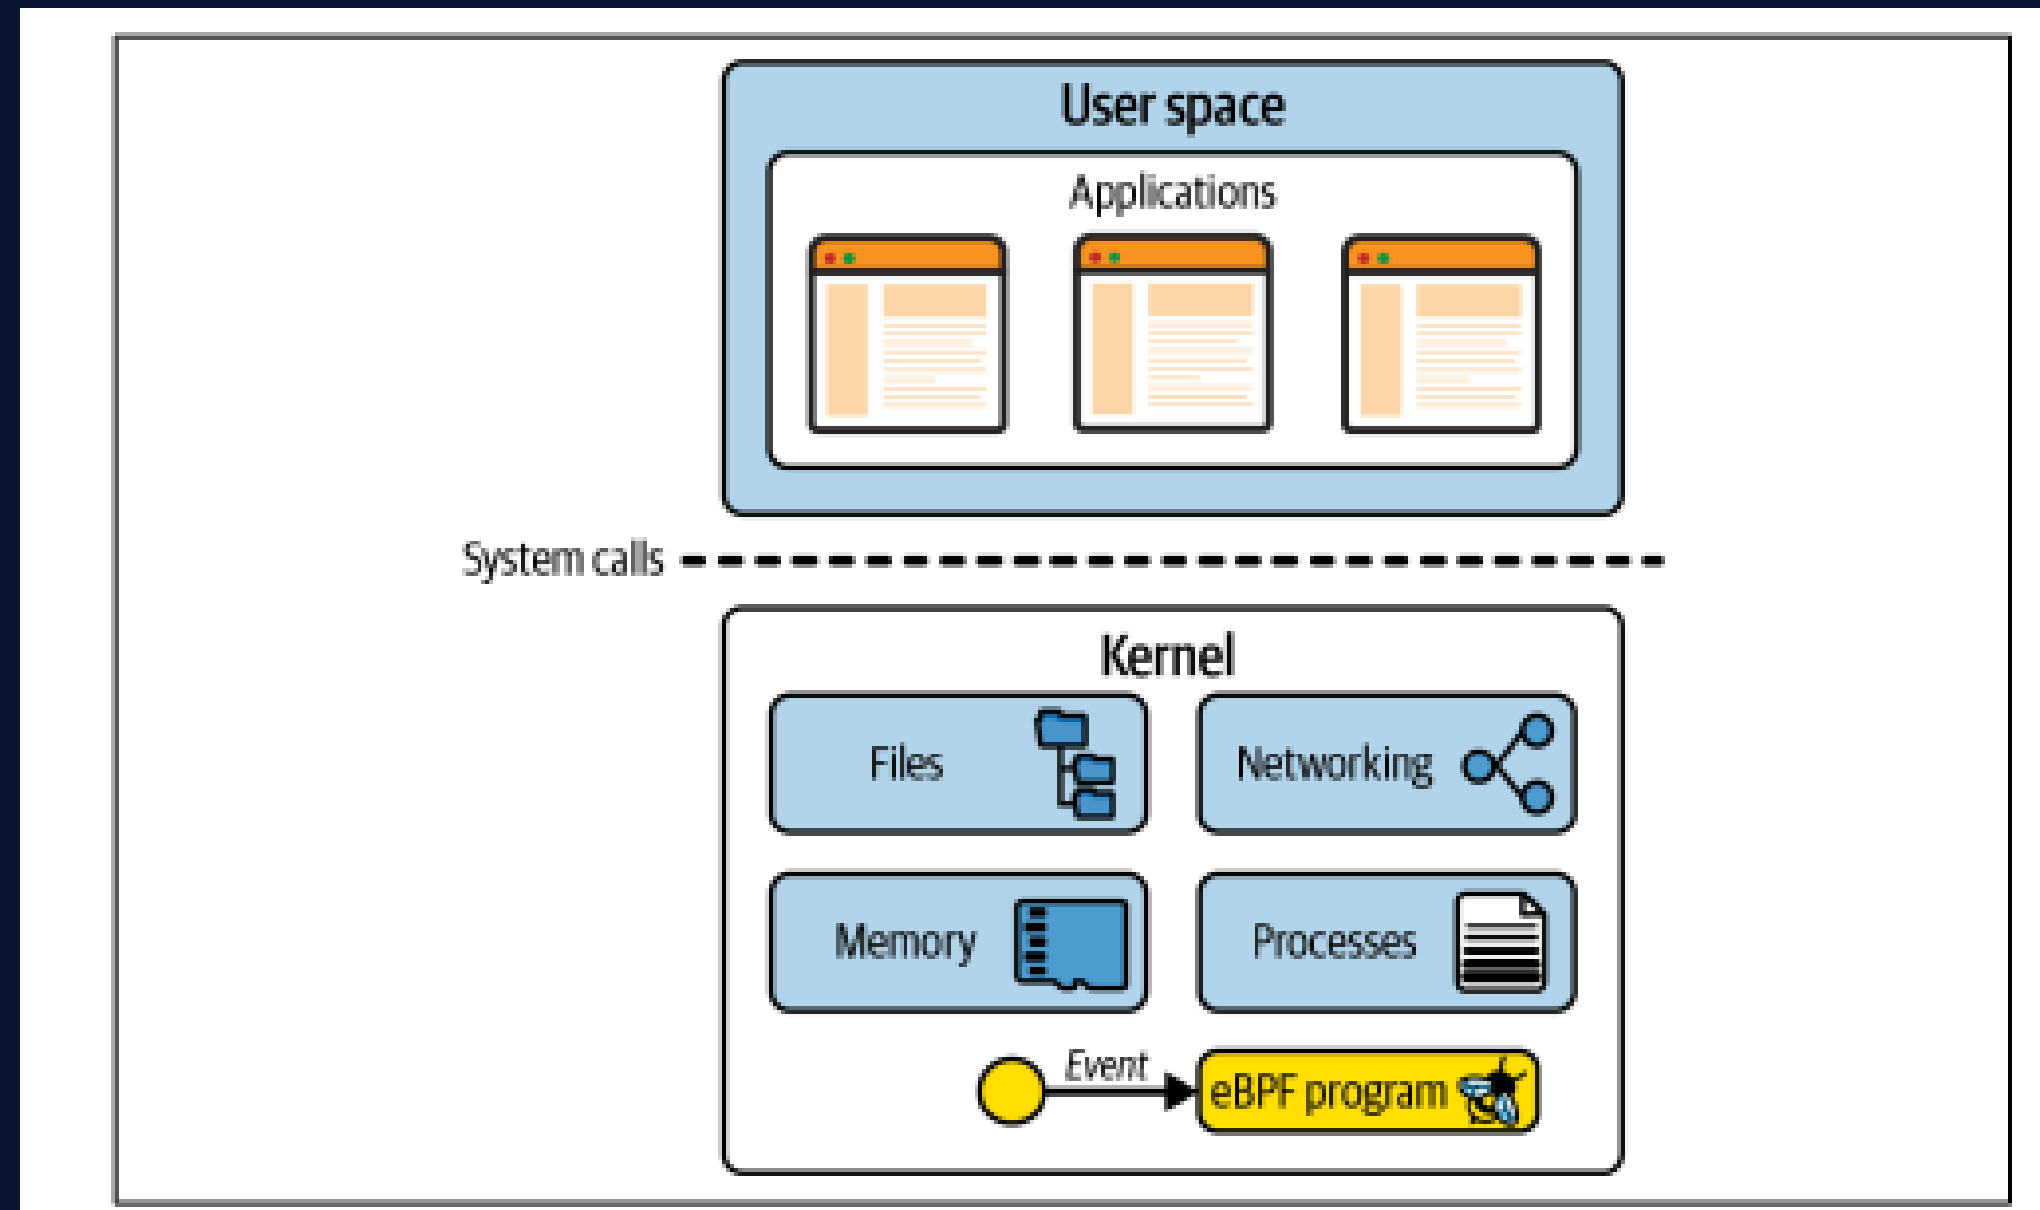 User space
Applications
System calls
Kernel
Files
Networking
Memory
Processes
Event
eBPF program